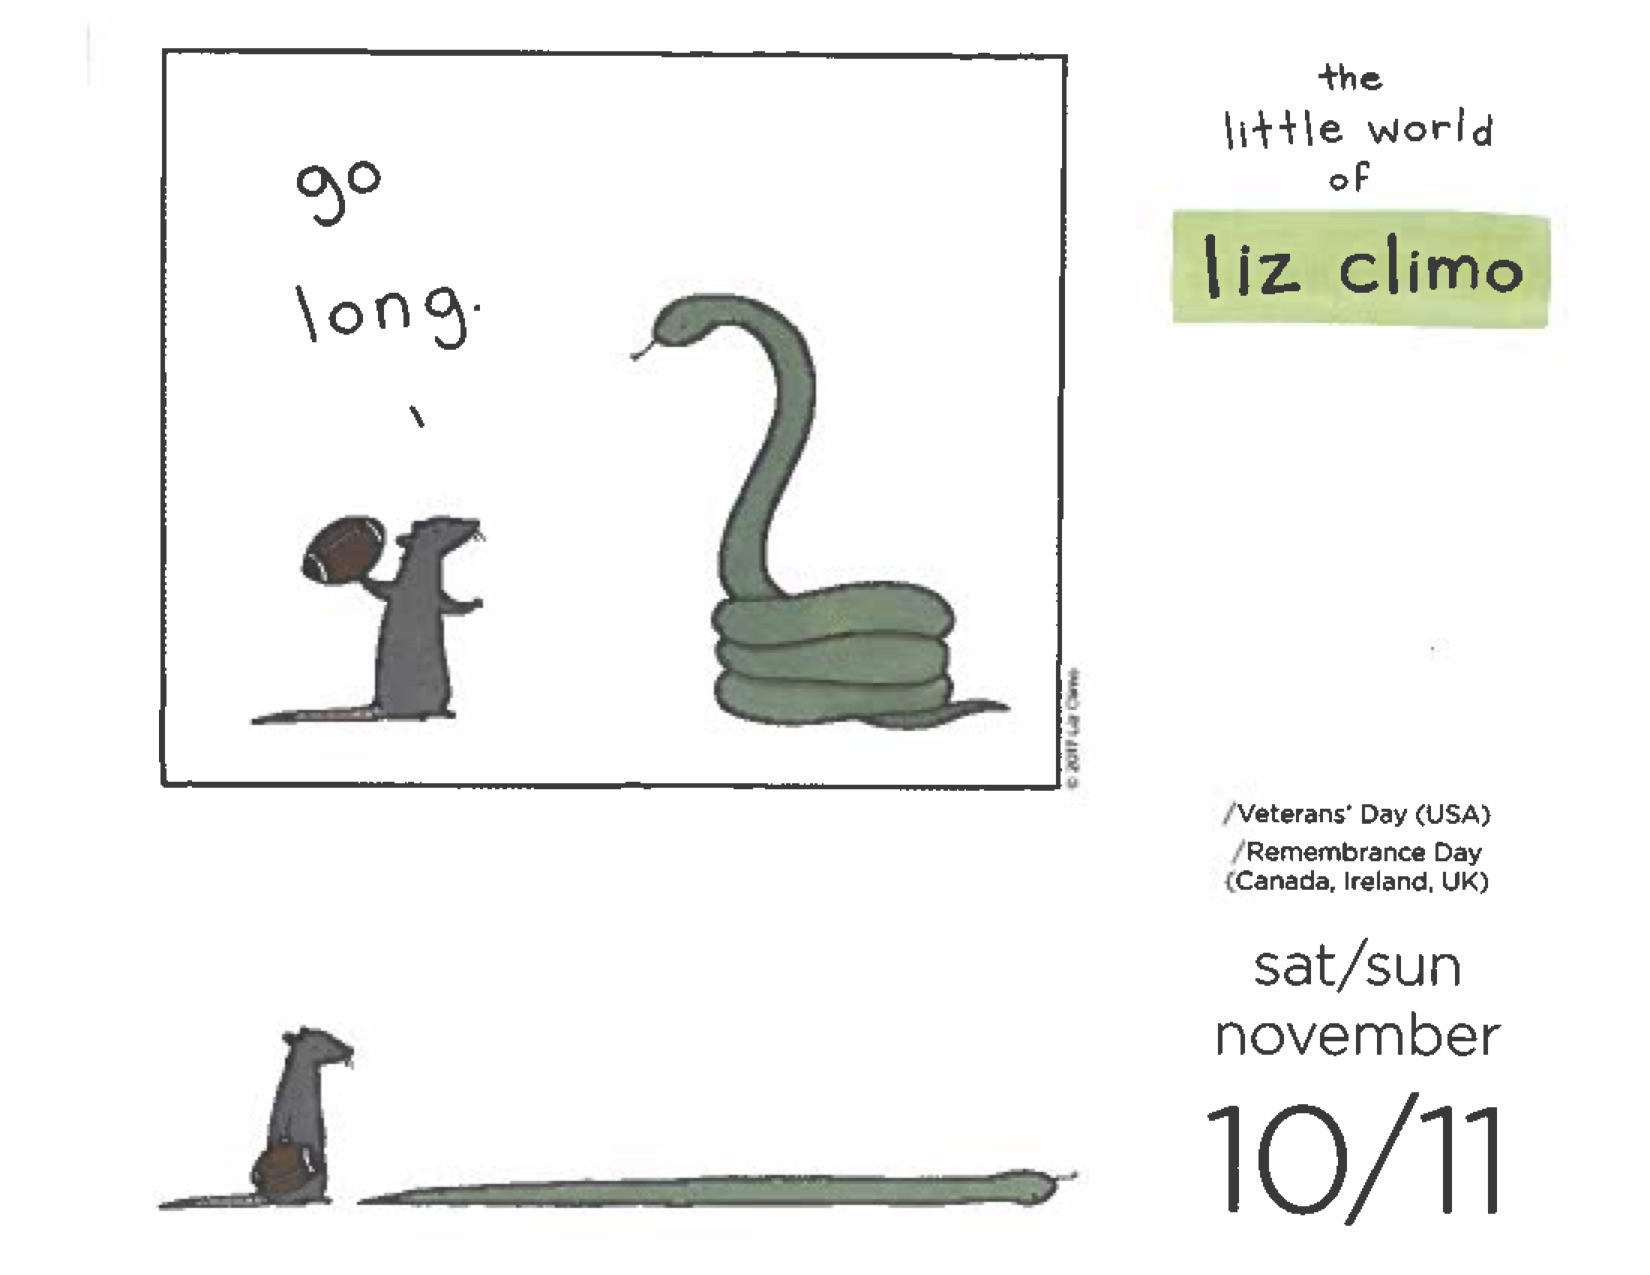 go
long.
the
little world
of
liz climo
© 2017 Liz Climo
/Veterans' Day (USA)
/Remembrance Day
(Canada, Ireland, UK)
sat/sun
november
10/11